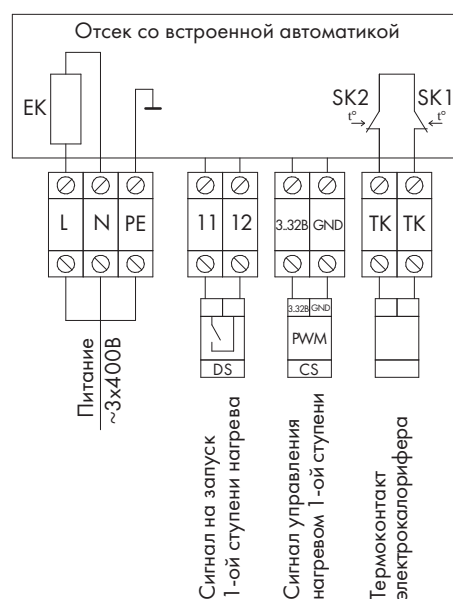 Отсек со встроенной автоматикой
EK
SK2
SK1
t°
t°
L
N
PE
11
12
3..32В
GND
TK
TK
3..32В
GND
PWM
DS
CS
Питание
~3х400В
Сигнал на запуск
1-ой ступени нагрева
Сигнал управления
нагревом 1-ой ступени
Термоконтакт
электрокалорифера